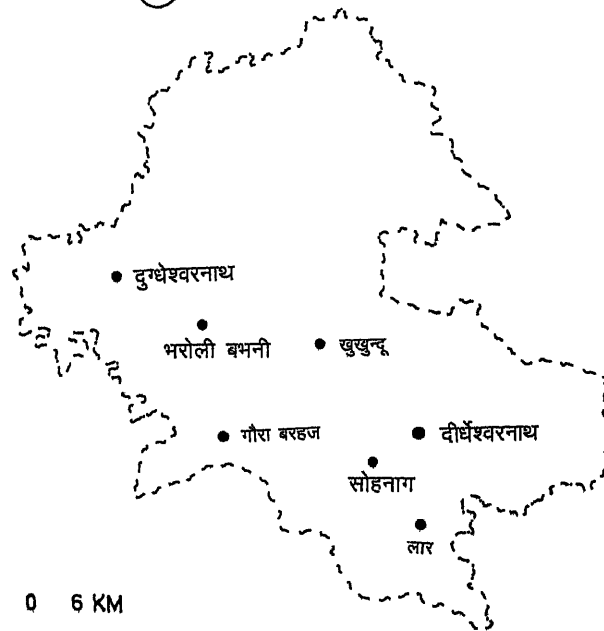 दुग्धेश्वरनाथ
भरोली बभनी
खुखुन्दू
गौरा बरहज
दीर्धेश्वरनाथ
सोहनाग
लार
0 6 KM